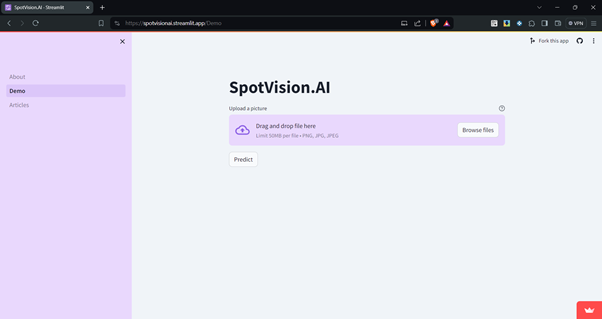 SpotVision.AI · Streamlit
https://spotvisionai.streamlit.app/Demo
VPN
Fork this app
About
Demo
Articles
SpotVision.AI
Upload a picture
Drag and drop file here
Limit 50MB per file • PNG, JPG, JPEG
Browse files
Predict